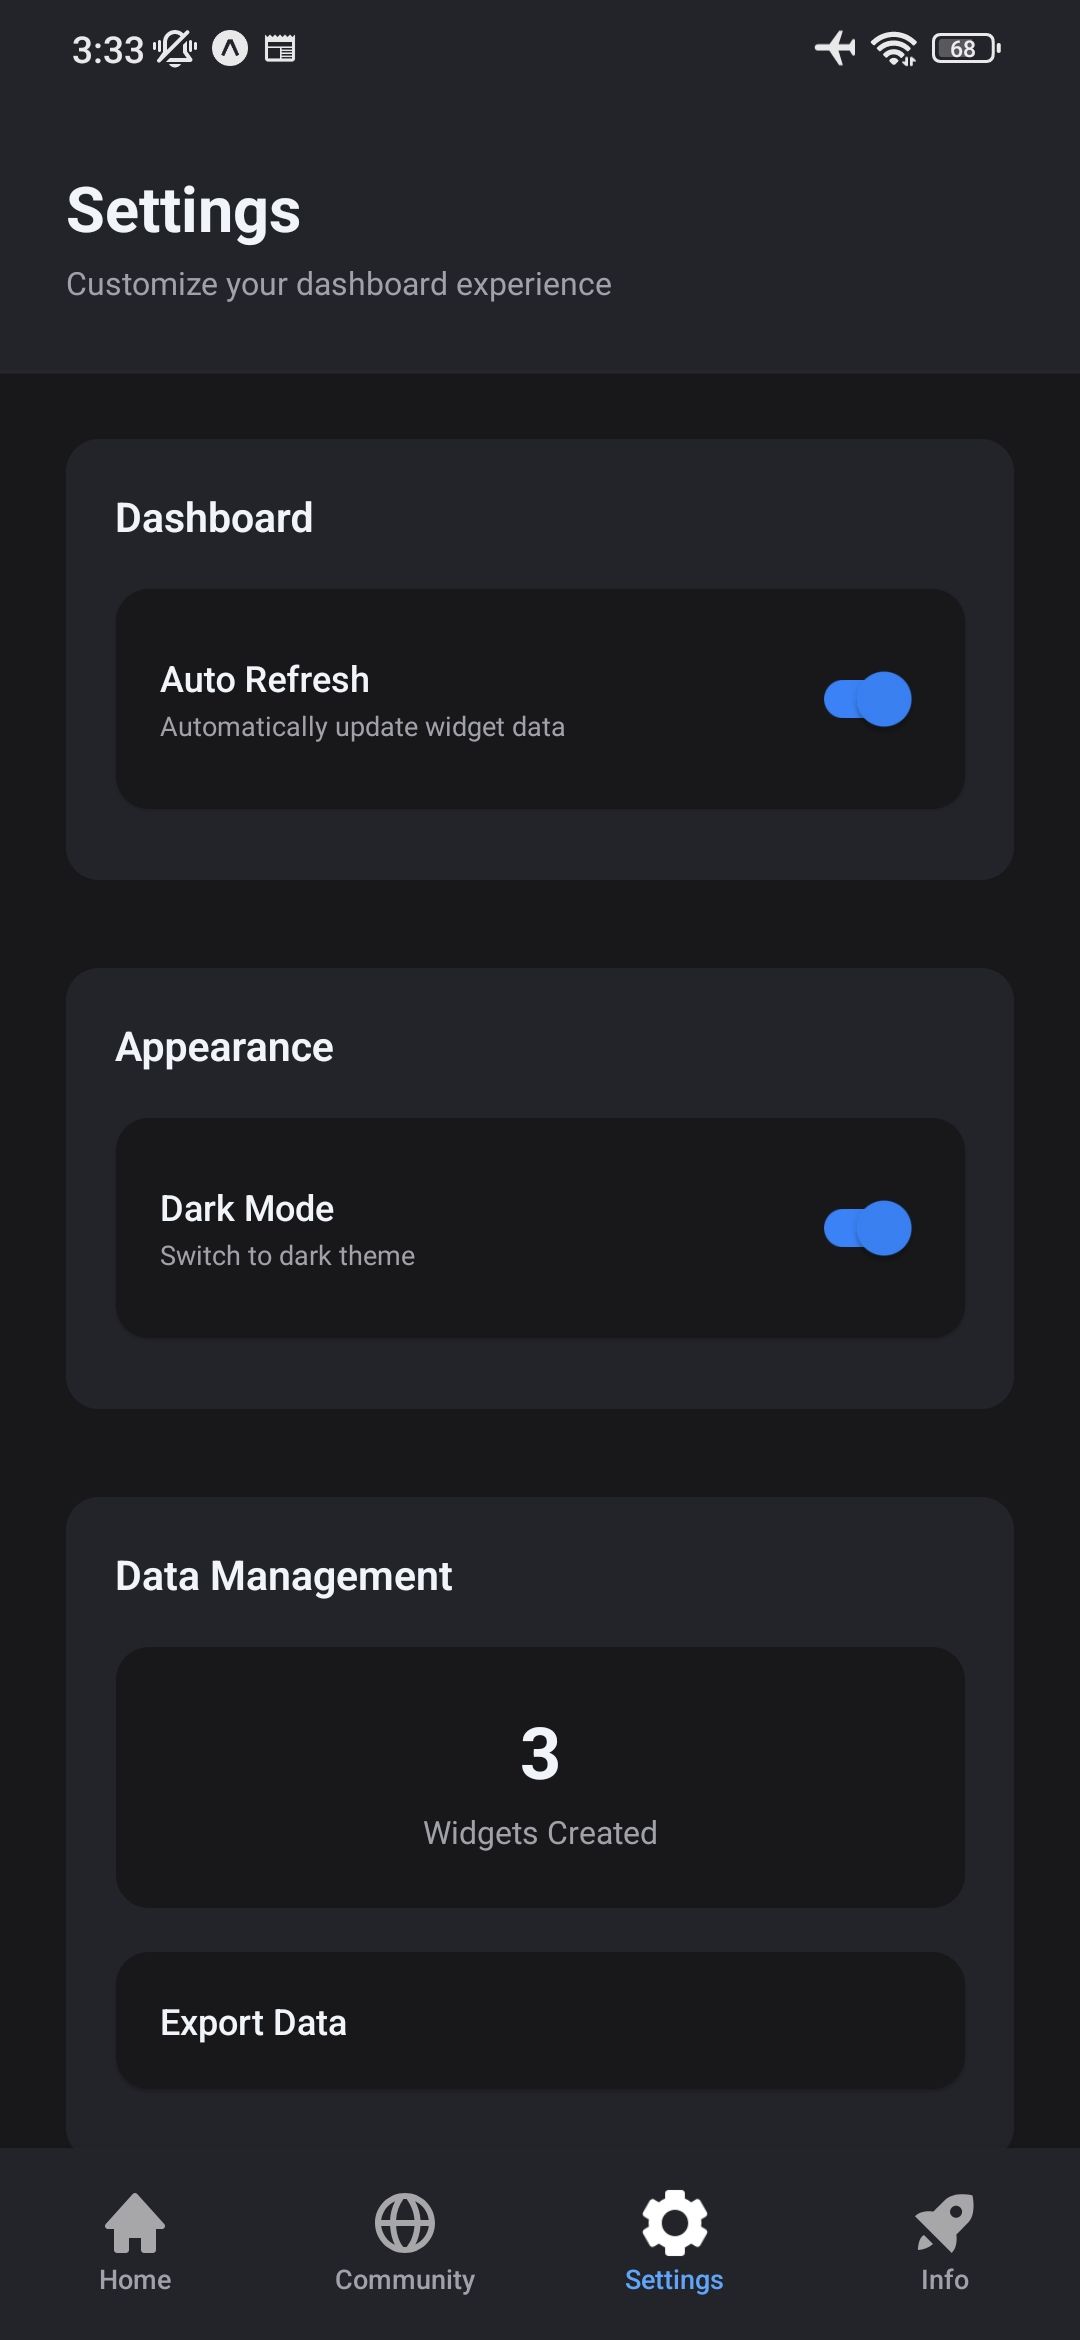 3:33
68
Settings
Customize your dashboard experience
Dashboard
Auto Refresh
Automatically update widget data
Appearance
Dark Mode
Switch to dark theme
Data Management
3
Widgets Created
Export Data
Home
Community
Settings
Info